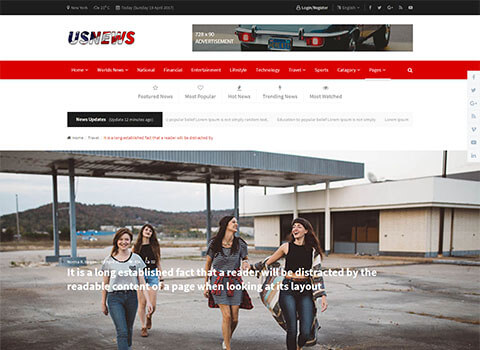 New York 22°C Today (Sunday 19 April 2017) Login/Register English
USNEWS
728 x 90
ADVERTISEMENT
Home Worlds News National Financial Entertainment Lifestyle Technology Travel Sports Catagory Pages
Featured News Most Popular Hot News Trending News Most Watched
News Updates (Update 12 minutes ago)
Home Travel It is a long established fact that a reader will be distracted by
It is a long established fact that a reader will be distracted by the
readable content of a page when looking at its layout